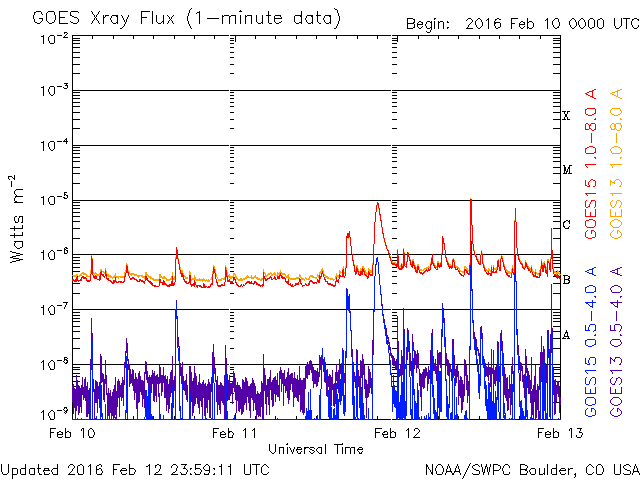 GOES Xray Flux (1-minute data)
Begin: 2016 Feb 10 0000 UTC
10-2
10-3
10-4
10-5
10-6
10-7
10-8
10-9
Watts m-2
X
M
C
B
A
GOES15 1.0-8.0 A
GOES13 1.0-8.0 A
GOES15 0.5-4.0 A
GOES13 0.5-4.0 A
Feb 10
Feb 11
Feb 12
Feb 13
Universal Time
Updated 2016 Feb 12 23:59:11 UTC
NOAA/SWPC Boulder, CO USA